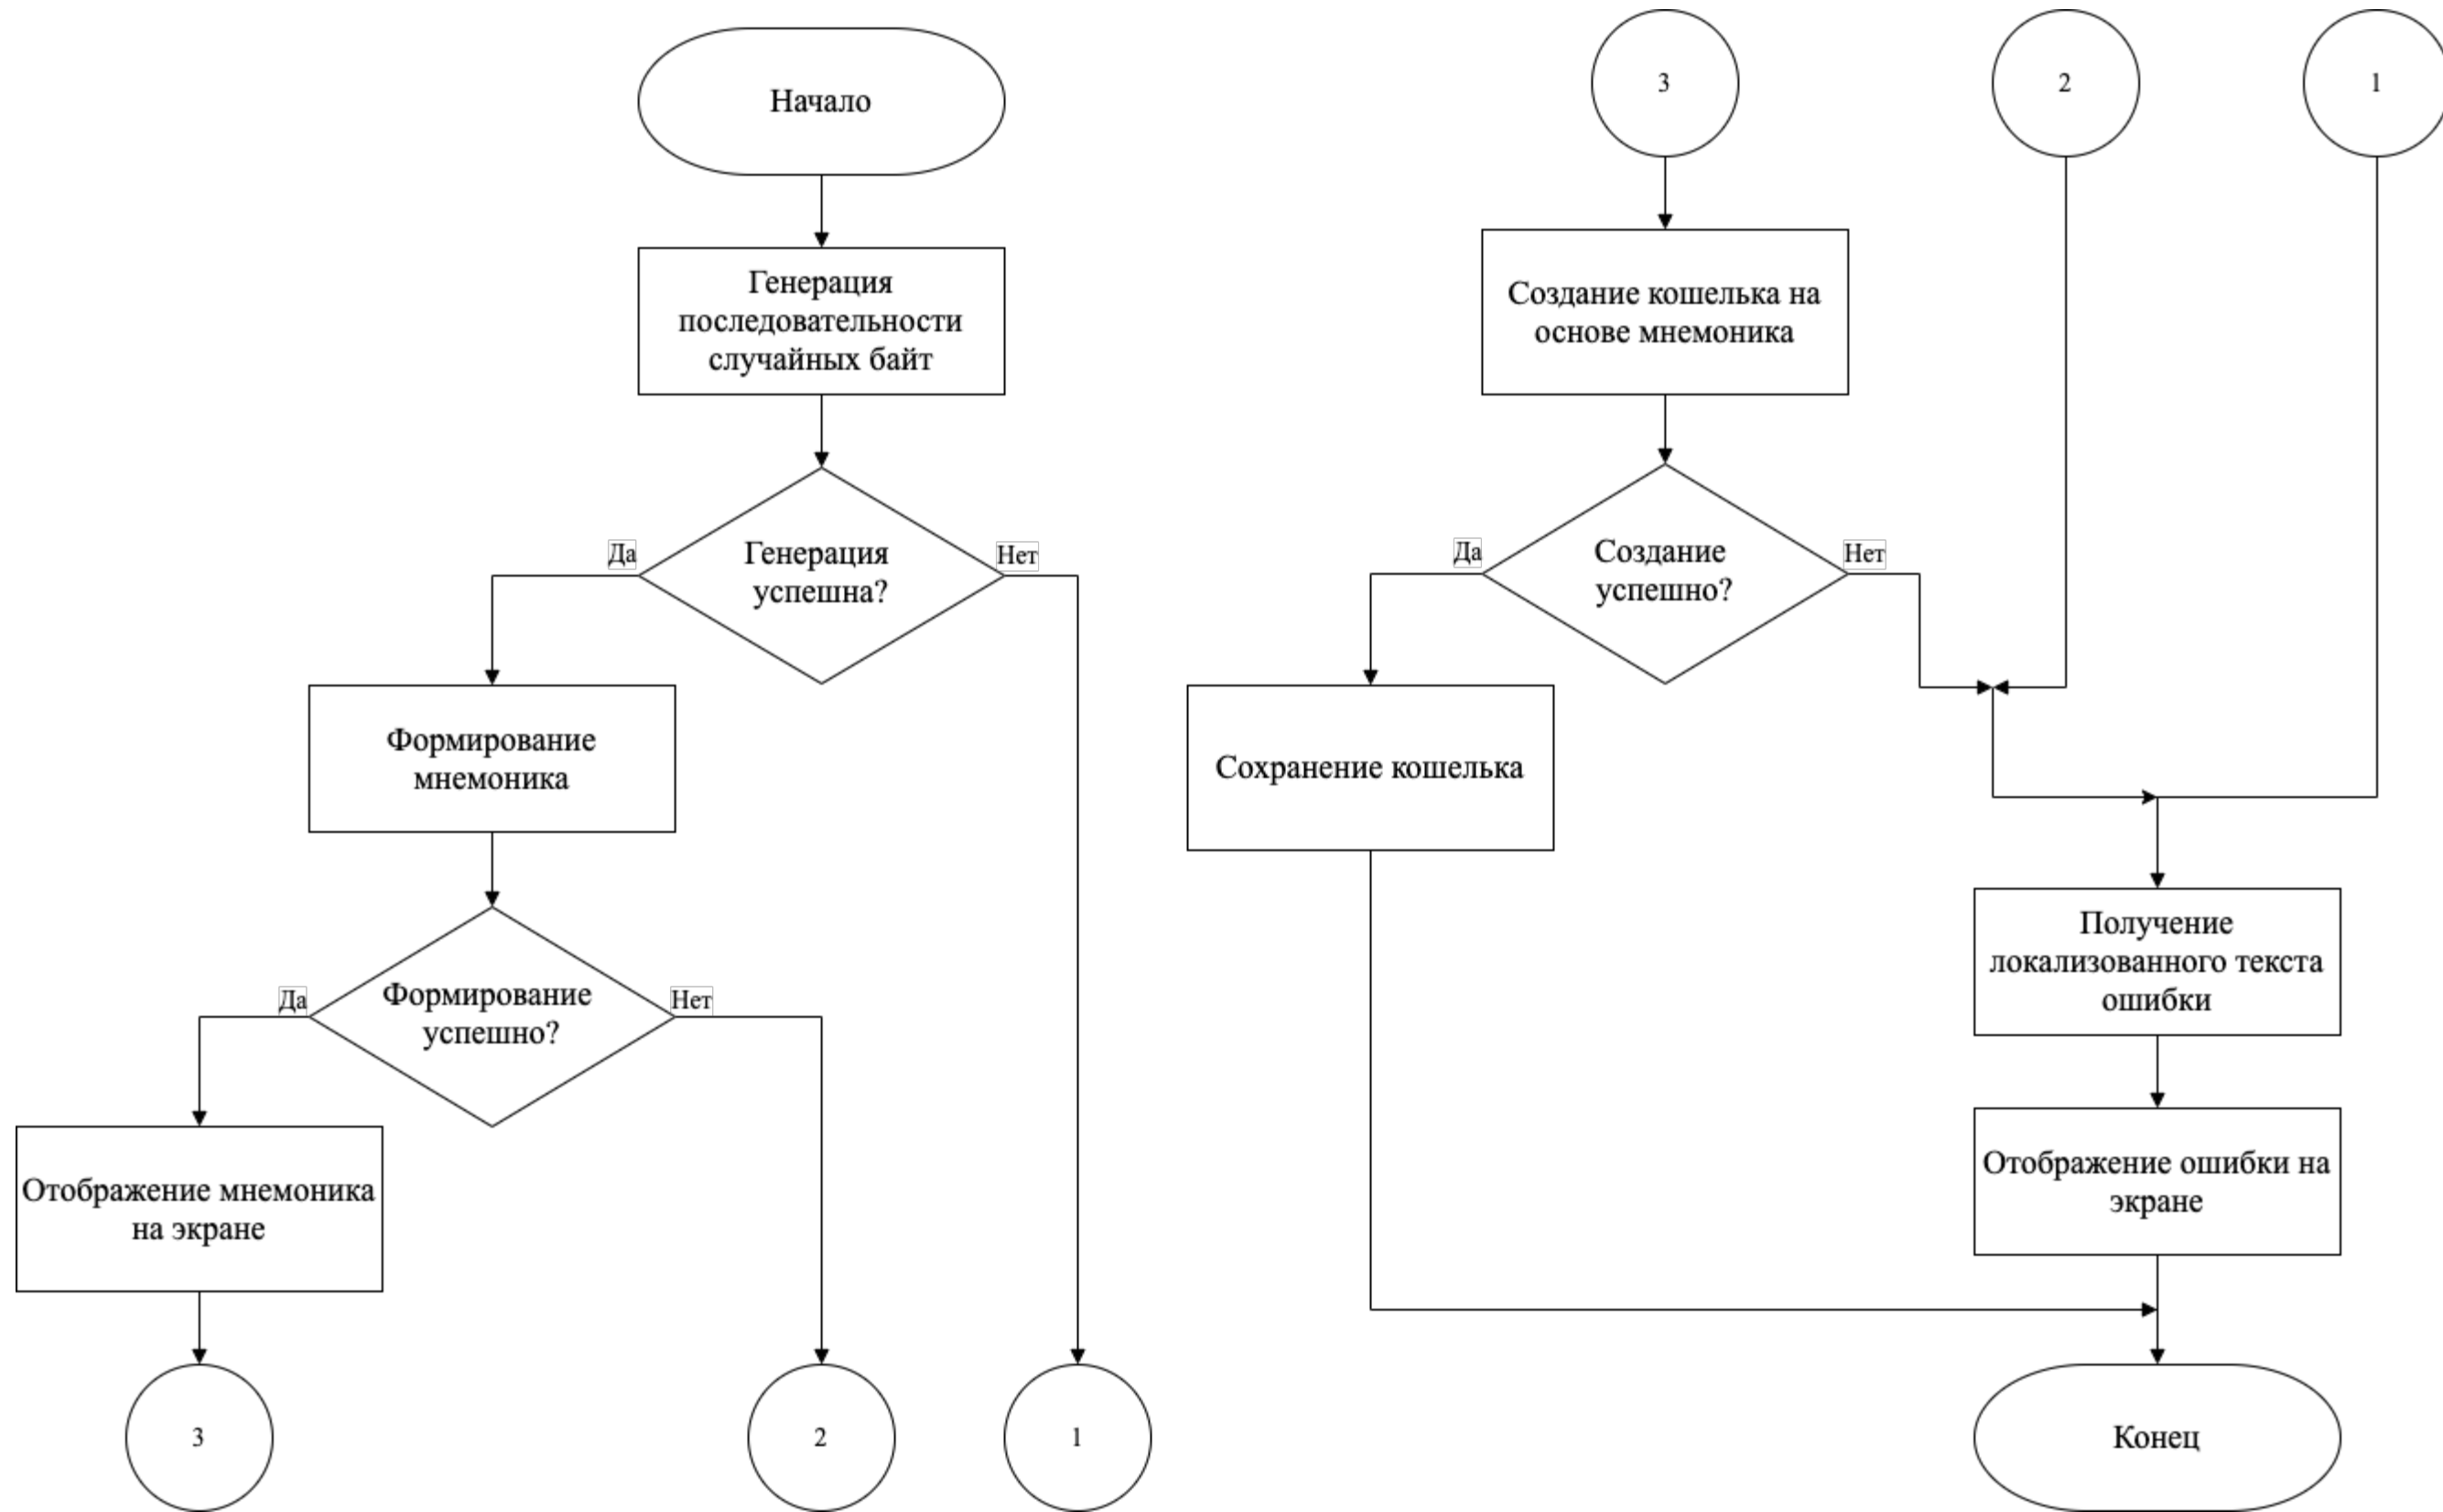 Начало
Генерация
последовательности
случайных байт
Генерация
успешна?
Да
Нет
Формирование
мнемоника
Формирование
успешно?
Да
Нет
Отображение мнемоника
на экране
3
2
1
3
2
1
Создание кошелька на
основе мнемоника
Создание
успешно?
Да
Нет
Сохранение кошелька
Получение
локализованного текста
ошибки
Отображение ошибки на
экране
Конец